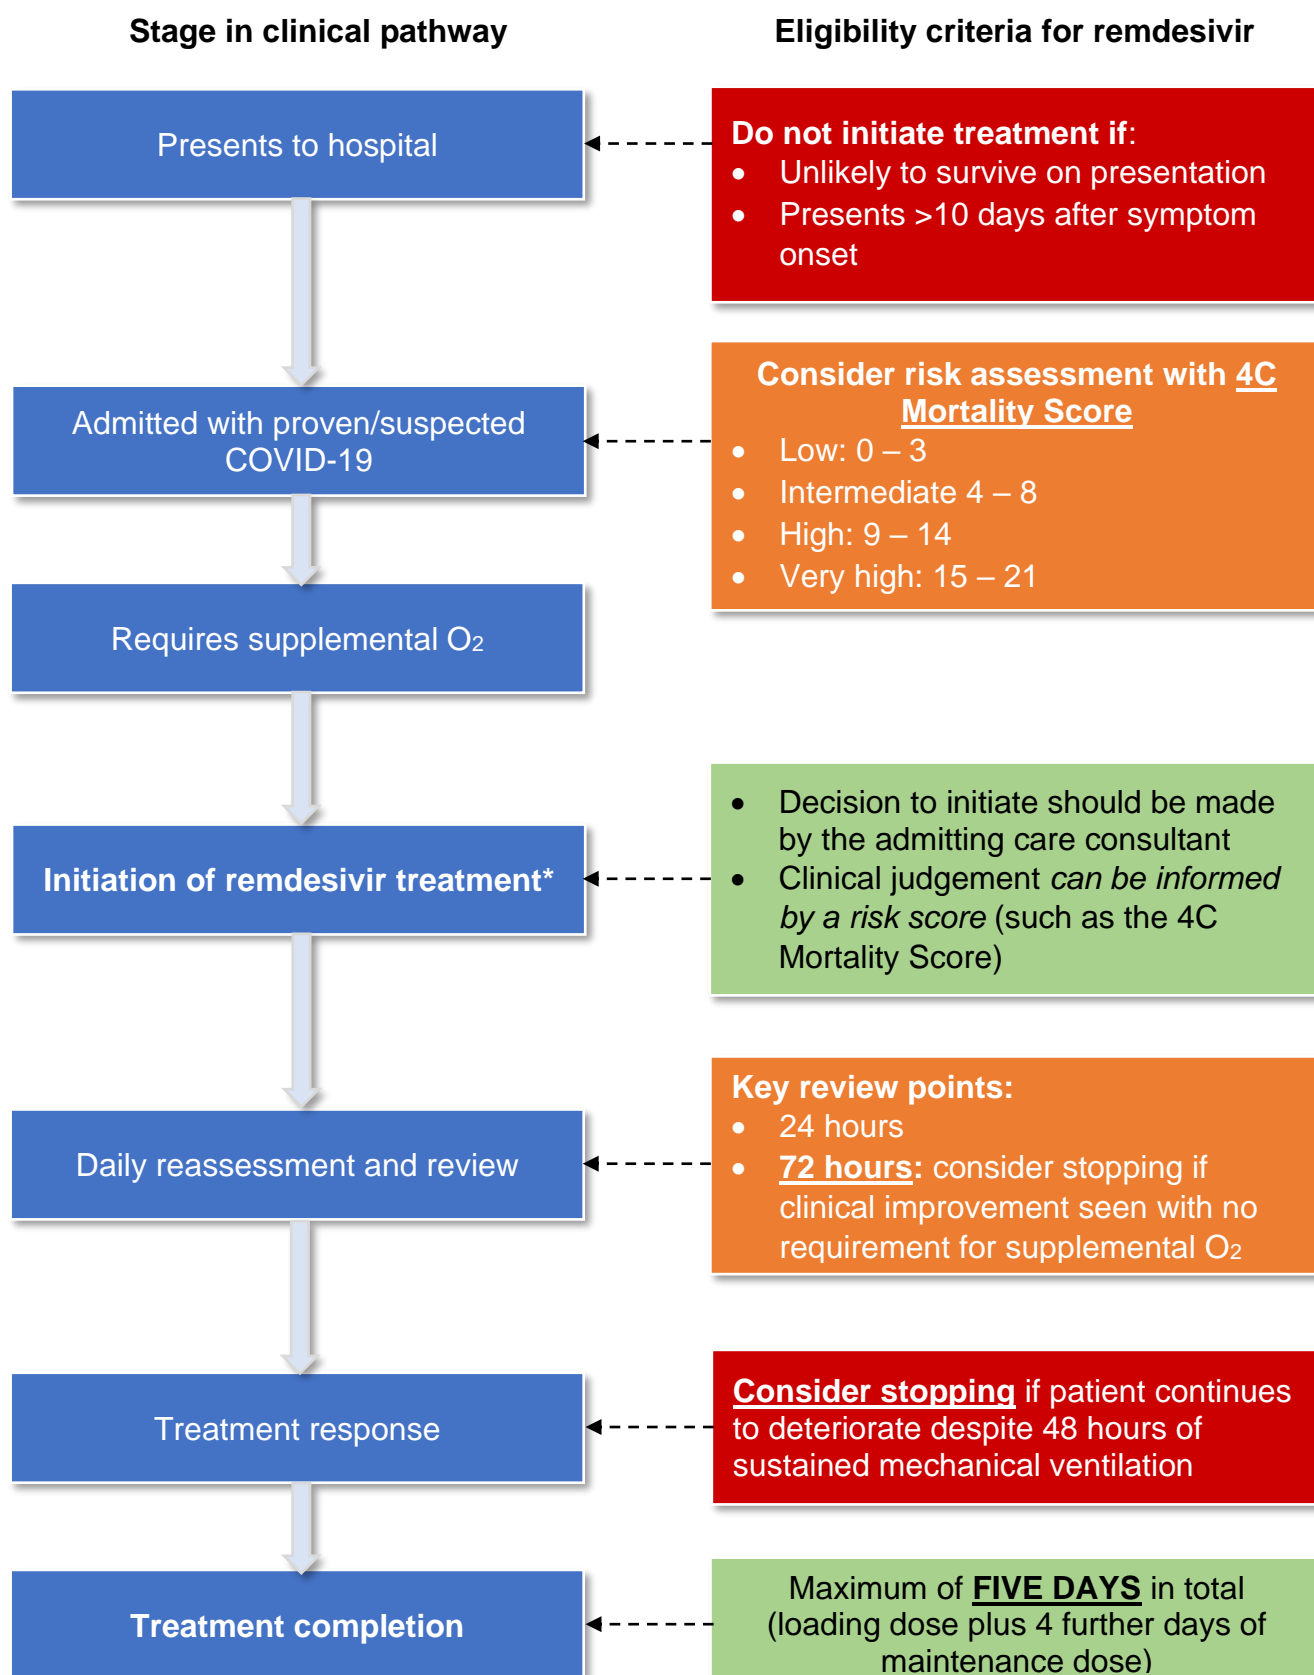 Stage in clinical pathway
Eligibility criteria for remdesivir
Presents to hospital
Do not initiate treatment if:
• Unlikely to survive on presentation
• Presents >10 days after symptom
onset
Admitted with proven/suspected
COVID-19
Consider risk assessment with 4C
Mortality Score
• Low: 0 – 3
• Intermediate 4 – 8
• High: 9 – 14
• Very high: 15 – 21
Requires supplemental O₂
Initiation of remdesivir treatment*
• Decision to initiate should be made
by the admitting care consultant
• Clinical judgement can be informed
by a risk score (such as the 4C
Mortality Score)
Daily reassessment and review
Key review points:
• 24 hours
• 72 hours: consider stopping if
clinical improvement seen with no
requirement for supplemental O₂
Treatment response
Consider stopping if patient continues
to deteriorate despite 48 hours of
sustained mechanical ventilation
Treatment completion
Maximum of FIVE DAYS in total
(loading dose plus 4 further days of
maintenance dose)